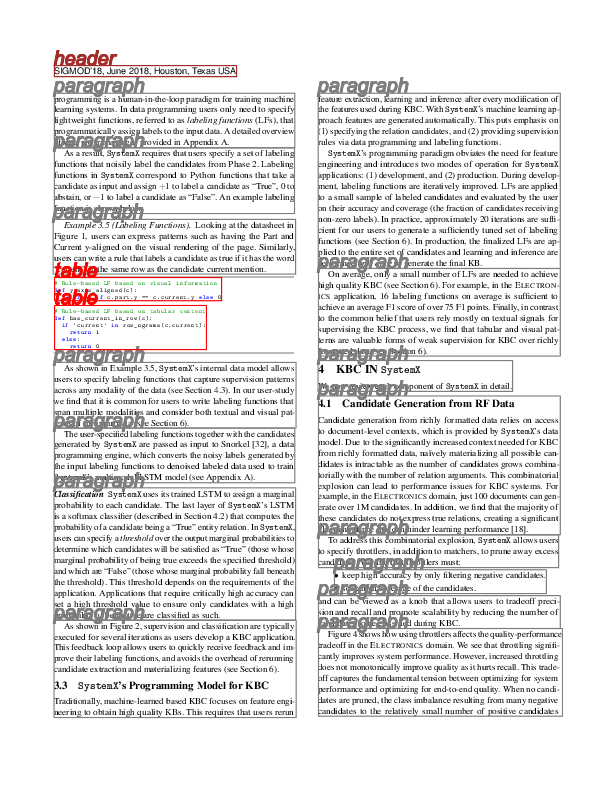 header
SIGMOD'18, June 2018, Houston, Texas USA
paragraph
programming is a human-in-the-loop paradigm for training machine
learning systems. In data programming users only need to specify
lightweight functions, referred to as labeling functions (LFs), that
programmatically assign labels to the input data. A detailed overview
provided in Appendix A.
paragraph
As a result, SystemX requires that users specify a set of labeling
functions that noisily label the candidates from Phase 2. Labeling
functions in SystemX correspond to Python functions that take a
candidate as input and assign +1 to label a candidate as “True”, 0 to
abstain, or −1 to label a candidate as “False”. An example labeling
paragraph
Example 3.5 (Labeling Functions). Looking at the datasheet in
Figure 1, users can express patterns such as having the Part and
Current y-aligned on the visual rendering of the page. Similarly,
users can write a rule that labels a candidate as true if it has the word
the same row as the candidate current mention.
table
# Rule-based LF based on visual information
aligned(c):
c.part.y == c.current.y else 0
table
# Rule-based LF based on tabular content
def has_current_in_row(c):
if 'current' in row_ngrams(c.current):
return 1
else:
return 0
paragraph
As shown in Example 3.5, SystemX's internal data model allows
users to specify labeling functions that capture supervision patterns
across any modality of the data (see Section 4.3). In our user-study
we find that it is common for users to write labeling functions that
span multiple modalities and consider both textual and visual pat-
(see Section 6).
paragraph
The user-specified labeling functions together with the candidates
generated by SystemX are passed as input to Snorkel [32], a data
programming engine, which converts the noisy labels generated by
the input labeling functions to denoised labeled data used to train
LSTM model (see Appendix A).
paragraph
Classification SystemX uses its trained LSTM to assign a marginal
probability to each candidate. The last layer of SystemX's LSTM
is a softmax classifier (described in Section 4.2) that computes the
probability of a candidate being a “True” entity relation. In SystemX,
users can specify a threshold over the output marginal probabilities to
determine which candidates will be satisfied as “True” (those whose
marginal probability of being true exceeds the specified threshold)
and which are “False” (those whose marginal probability fall beneath
the threshold). This threshold depends on the requirements of the
application. Applications that require critically high accuracy can
set a high threshold value to ensure only candidates with a high
are classified as such.
paragraph
As shown in Figure 2, supervision and classification are typically
executed for several iterations as users develop a KBC application.
This feedback loop allows users to quickly receive feedback and im-
prove their labeling functions, and avoids the overhead of rerunning
candidate extraction and materializing features (see Section 6).
3.3 SystemX's Programming Model for KBC
Traditionally, machine-learned based KBC focuses on feature engi-
neering to obtain high quality KBs. This requires that users rerun
paragraph
feature extraction, learning and inference after every modification of
the features used during KBC. With SystemX's machine learning ap-
proach features are generated automatically. This puts emphasis on
(1) specifying the relation candidates, and (2) providing supervision
rules via data programming and labeling functions.
SystemX's programming paradigm obviates the need for feature
engineering and introduces two modes of operation for SystemX
applications: (1) development, and (2) production. During develop-
ment, labeling functions are iteratively improved. LFs are applied
to a small sample of labeled candidates and evaluated by the user
on their accuracy and coverage (the fraction of candidates receiving
non-zero labels). In practice, approximately 20 iterations are suffi-
cient for our users to generate a sufficiently tuned set of labeling
functions (see Section 6). In production, the finalized LFs are ap-
plied to the entire set of candidates and learning and inference are
generate the final KB.
paragraph
On average, only a small number of LFs are needed to achieve
high quality KBC (see Section 6). For example, in the ELECTRON-
ICS application, 16 labeling functions on average is sufficient to
achieve an average F1 score of over 75 F1 points. Finally, in contrast
to the common belief that users rely mostly on textual signals for
supervising the KBC process, we find that tabular and visual pat-
terns are valuable forms of weak supervision for KBC over richly
Section 6).
paragraph
4 KBC IN SystemX
component of SystemX in detail.
paragraph
4.1 Candidate Generation from RF Data
Candidate generation from richly formatted data relies on access
to document-level contexts, which is provided by SystemX's data
model. Due to the significantly increased context needed for KBC
from richly formatted data, naïvely materializing all possible can-
didates is intractable as the number of candidates grows combina-
torially with the number of relation arguments. This combinatorial
explosion can lead to performance issues for KBC systems. For
example, in the ELECTRONICS domain, just 100 documents can gen-
erate over 1M candidates. In addition, we find that the majority of
these candidates do not express true relations, creating a significant
hinder learning performance [18].
paragraph
To address this combinatorial explosion, SystemX allows users
to specify throttlers, in addition to matchers, to prune away excess
must:
paragraph
• keep high accuracy by only filtering negative candidates.
of the candidates.
paragraph
and can be viewed as a knob that allows users to tradeoff preci-
sion and recall and promote scalability by reducing the number of
during KBC.
paragraph
Figure 4 shows how using throttlers affects the quality-performance
tradeoff in the ELECTRONICS domain. We see that throttling signifi-
cantly improves system performance. However, increased throttling
does not monotonically improve quality as it hurts recall. This trade-
off captures the fundamental tension between optimizing for system
performance and optimizing for end-to-end quality. When no candi-
dates are pruned, the class imbalance resulting from many negative
candidates to the relatively small number of positive candidates